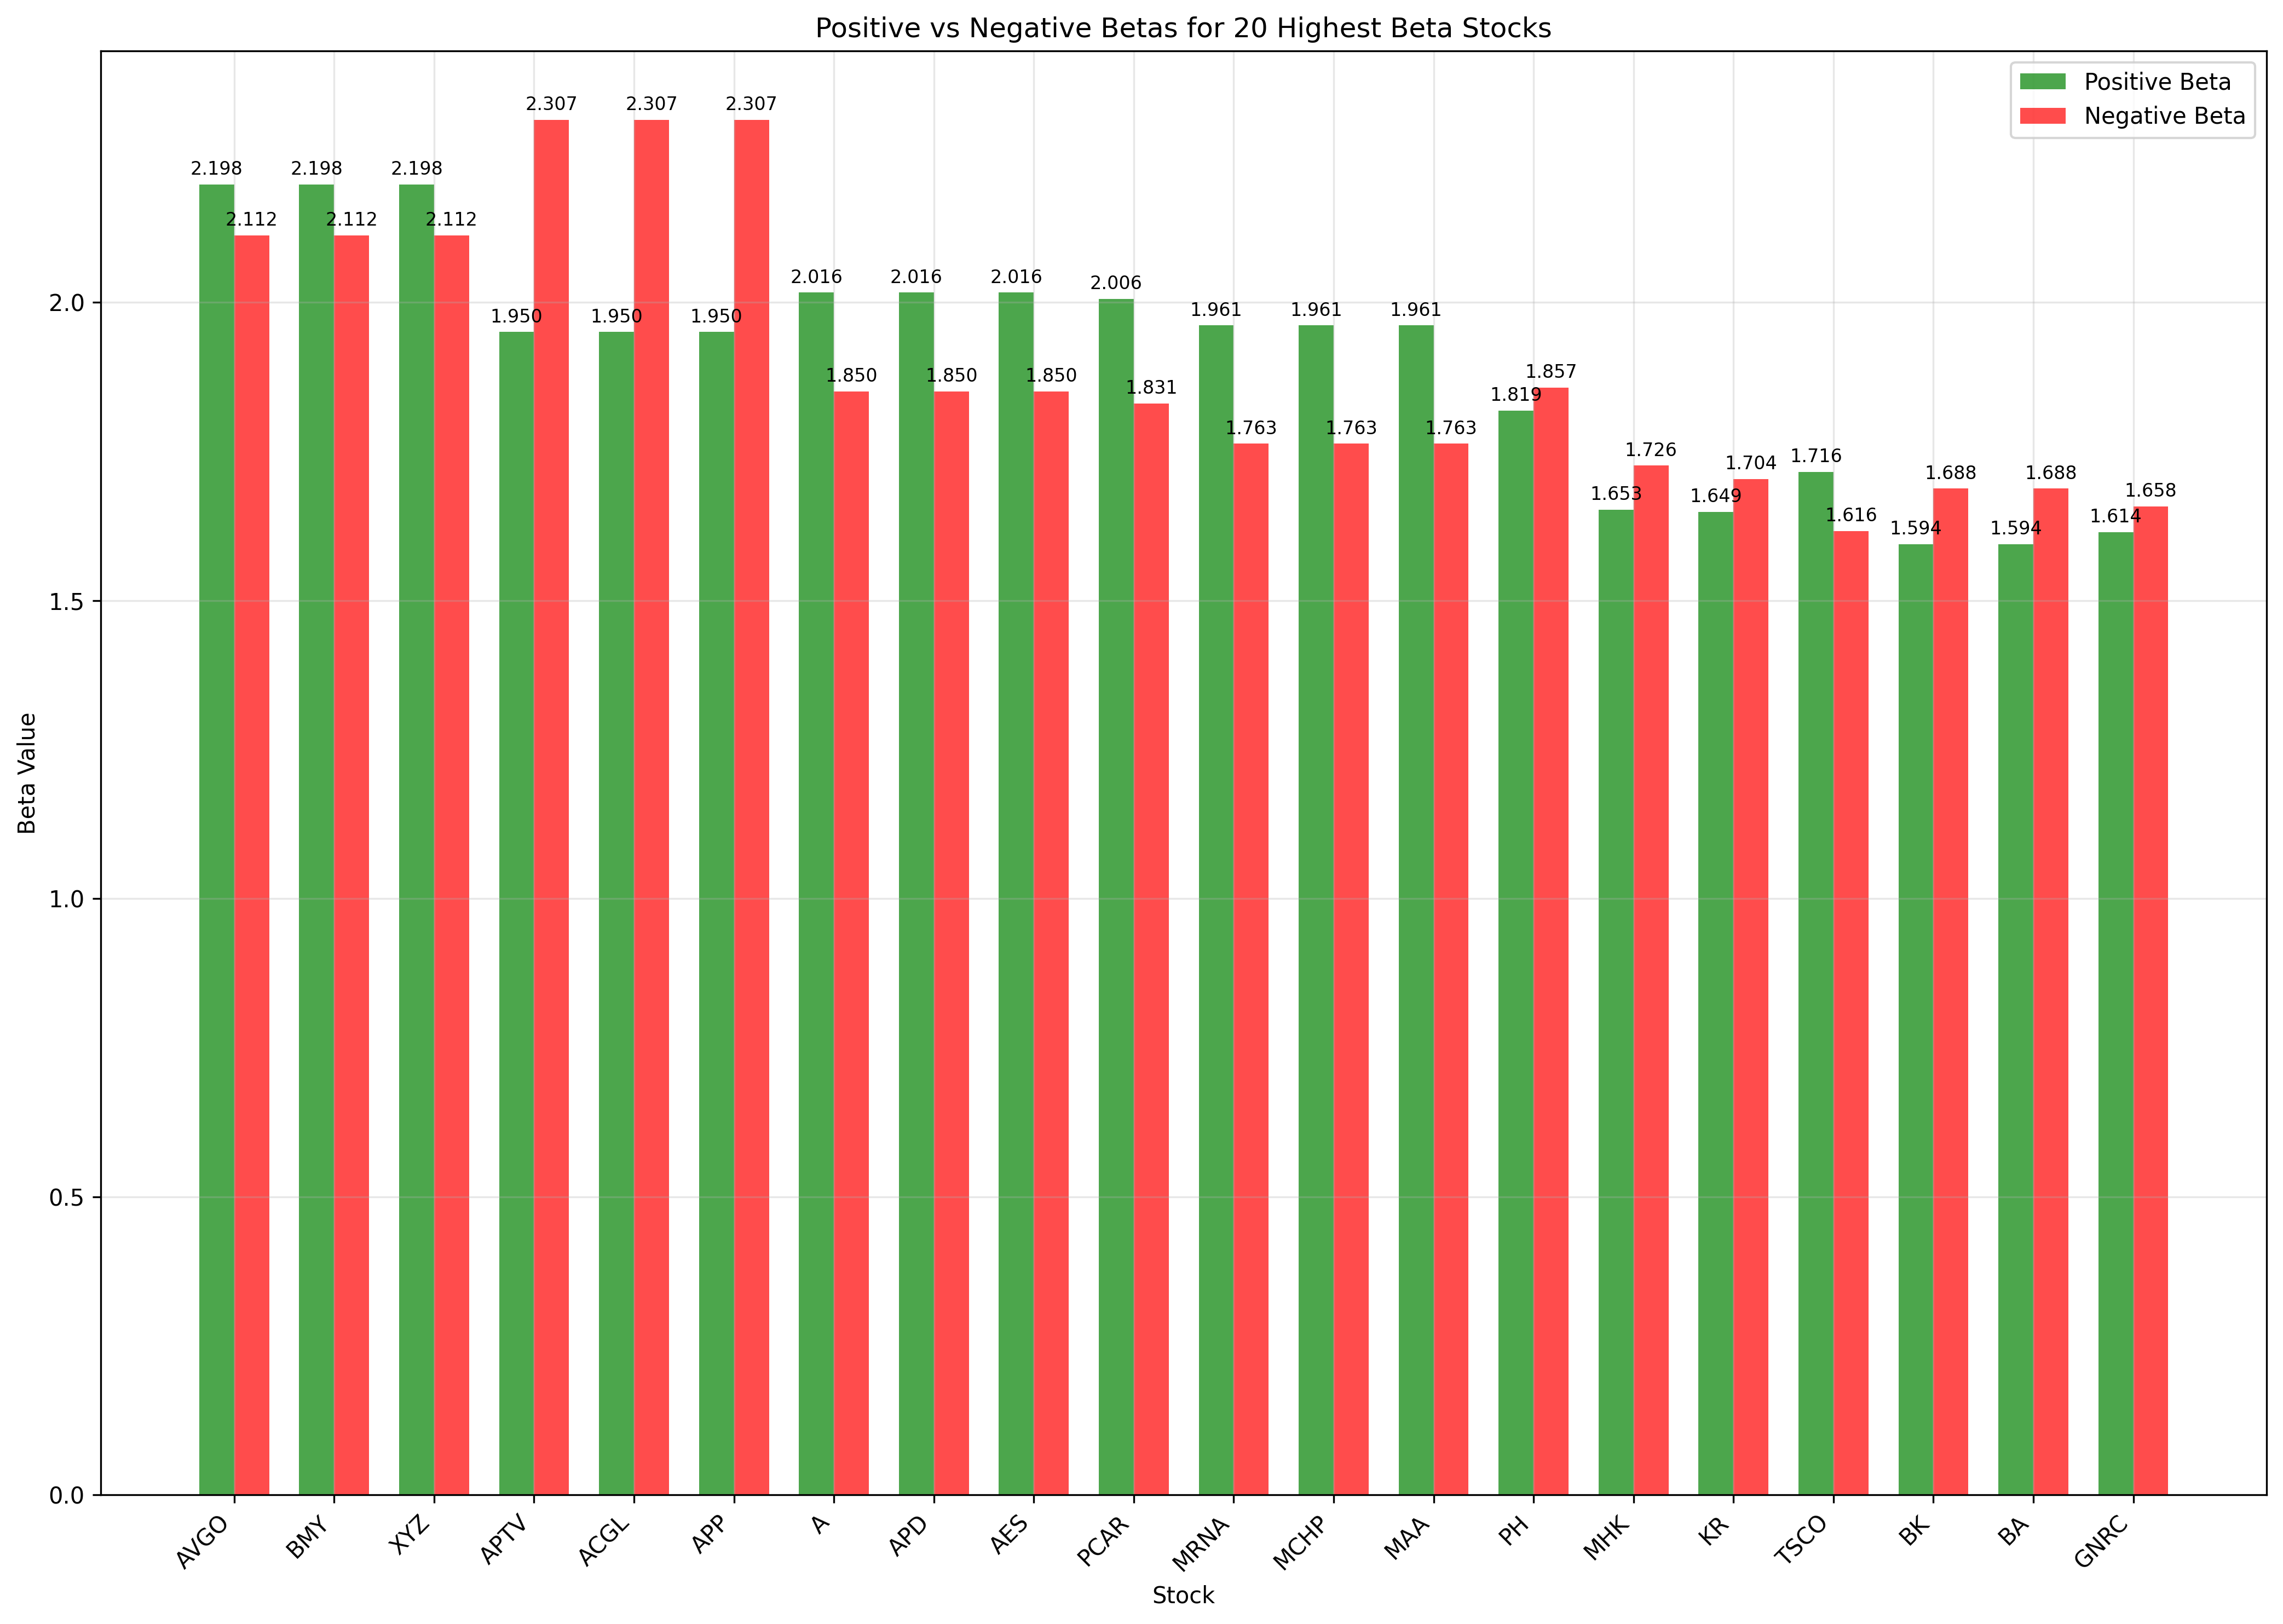 Positive vs Negative Betas for 20 Highest Beta Stocks
Positive Beta
Negative Beta
2.307 2.307 2.307
2.198 2.198 2.198
2.112 2.112 2.112
1.950 1.950 1.950
2.016 2.016 2.016 2.006
1.961 1.961 1.961
1.850 1.850 1.850 1.831
1.763 1.763 1.763
1.819 1.857
1.653 1.726
1.649 1.704
1.716 1.616
1.594 1.688
1.594 1.688
1.614 1.658
2.0
1.5
1.0
0.5
0.0
Beta Value
AVGO BMY XYZ APTV ACGL APP A APD AES PCAR MRNA MCHP MAA PH MHK KR TSCO BK BA GNRC
Stock